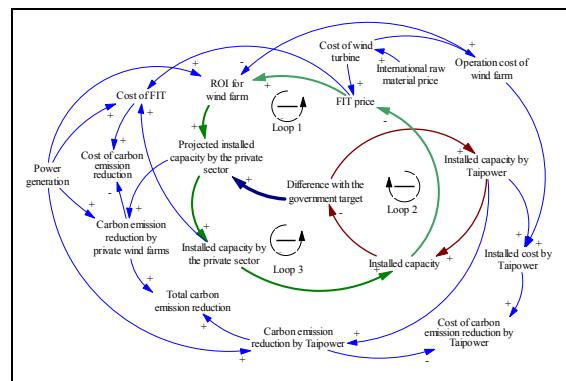 Cost of wind
turbine
International raw
material price
Operation cost of
wind farm
ROI for
wind farm
Cost of FIT
FIT price
Loop 1
Projected installed
capacity by the private
sector
Cost of carbon
emission
reduction
Power
generation
Installed capacity by
Taipower
Difference with the
government target
Loop 2
Carbon emission
reduction by
private wind farms
Installed capacity by
the private sector
Loop 3
Installed capacity
Installed cost by
Taipower
Total carbon
emission reduction
Carbon emission
reduction by Taipower
Cost of carbon
emission reduction by
Taipower